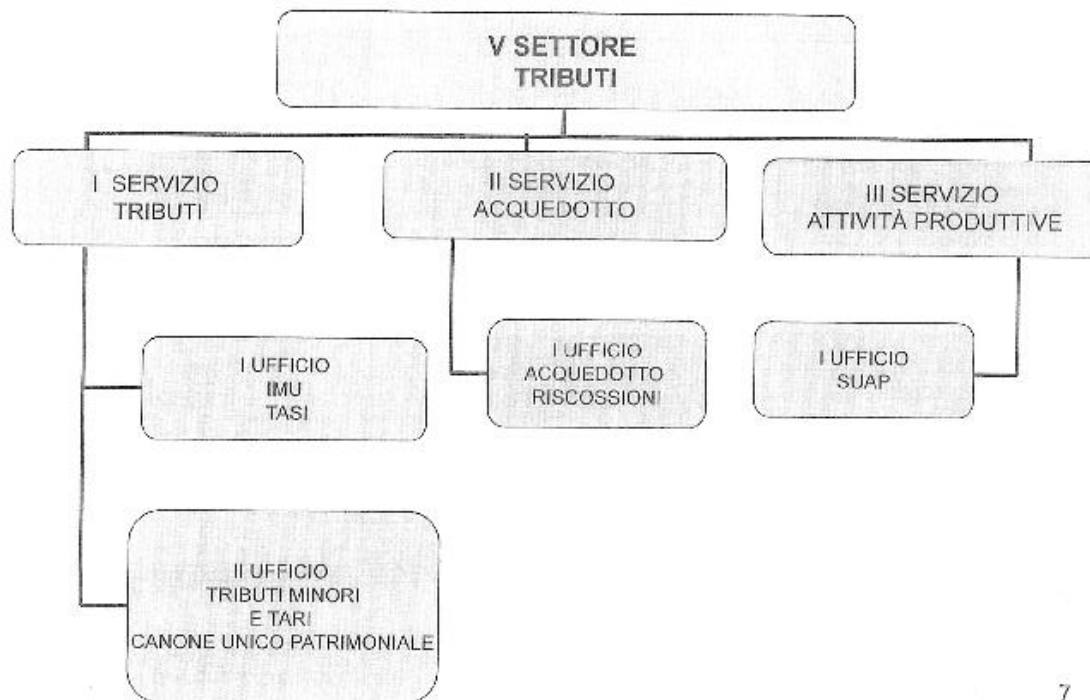 V SETTORE
TRIBUTI
I SERVIZIO
TRIBUTI
II SERVIZIO
ACQUEDOTTO
III SERVIZIO
ATTIVITÀ PRODUTTIVE
I UFFICIO
IMU
TASI
I UFFICIO
ACQUEDOTTO
RISCOSSIONI
I UFFICIO
SUAP
II UFFICIO
TRIBUTI MINORI
E TARI
CANONE UNICO PATRIMONIALE
7